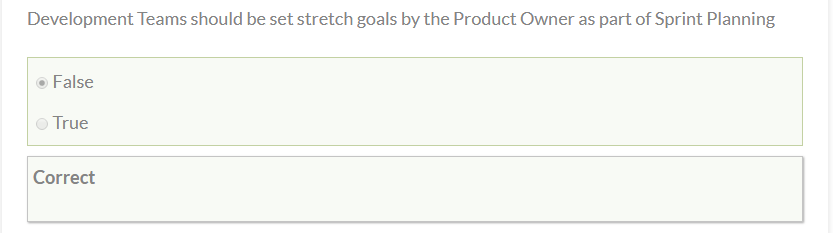 Development Teams should be set stretch goals by the Product Owner as part of Sprint Planning
False
True
Correct